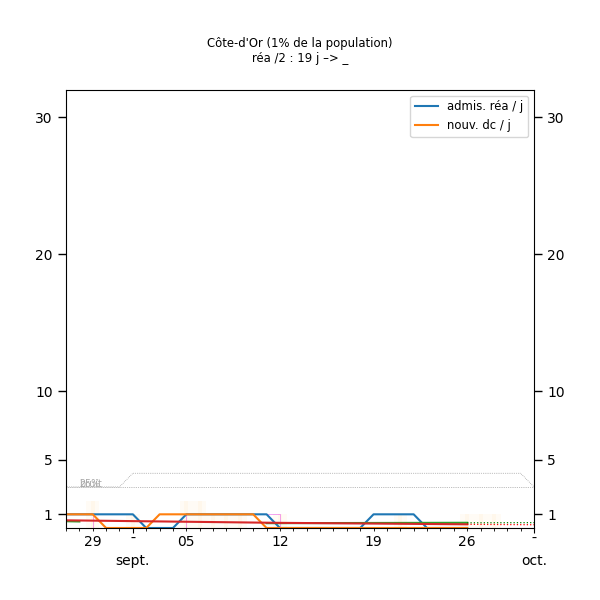 Côte-d'Or (1% de la population)
réa /2 : 19 j –> _
admis. réa / j
nouv. dc / j
30 30
20 20
10 10
5 5
1 1
29 - 05 12 19 26 -
sept. oct.